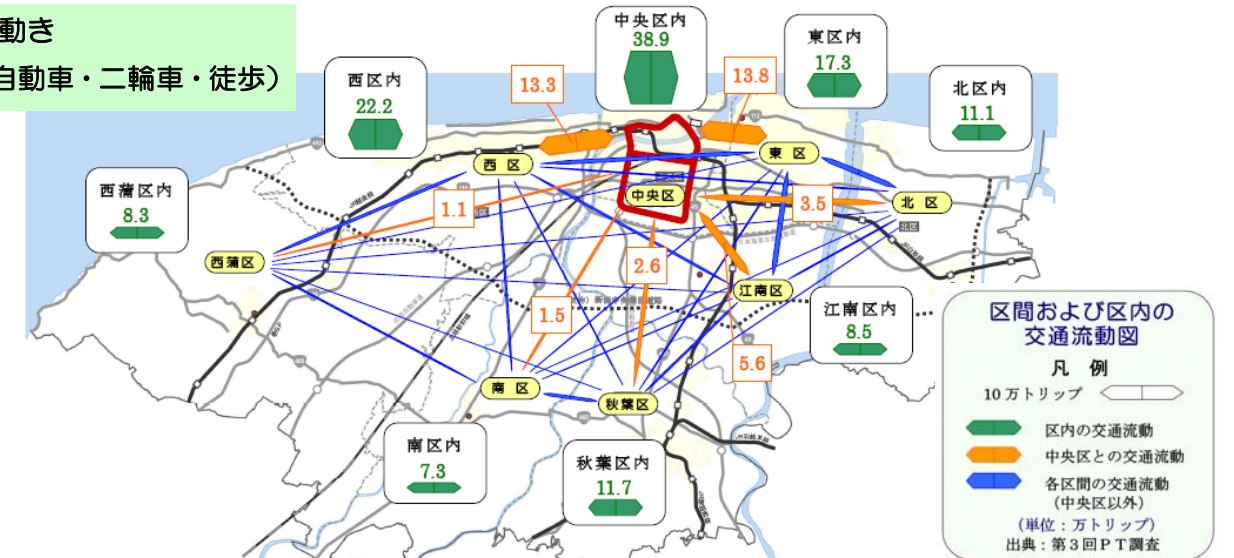 動き
自動車・二輪車・徒歩）
中央区内
38.9
東区内
17.3
西区内
22.2
13.3
13.8
北区内
11.1
西蒲区内
8.3
西 区
東 区
中央区
北 区
北区
3.5
1.1
西蒲区
2.6
江南区
1.5
江南区内
8.5
5.6
南 区
秋葉区
南区内
7.3
秋葉区内
11.7
区間および区内の
交通流動図
凡 例
10万トリップ
区内の交通流動
中央区との交通流動
各区間の交通流動
（中央区以外）
（単位：万トリップ）
出典：第３回ＰＴ調査